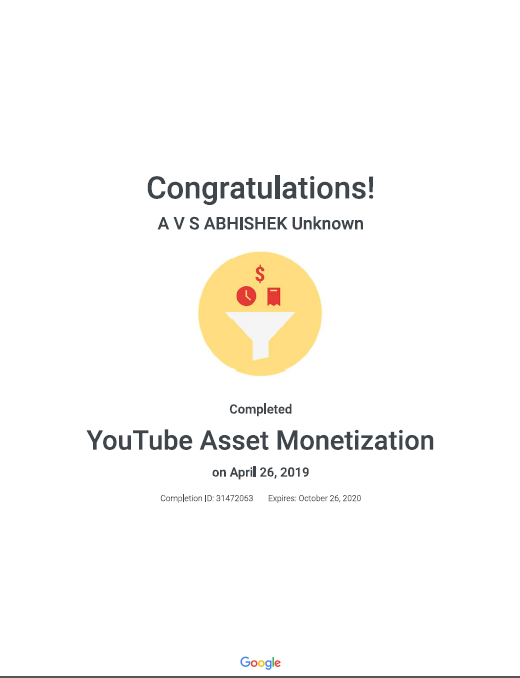 Congratulations!
A V S ABHISHEK Unknown
$
Completed
YouTube Asset Monetization
on April 26, 2019
Completion ID: 31472063 Expires: October 26, 2020
Google